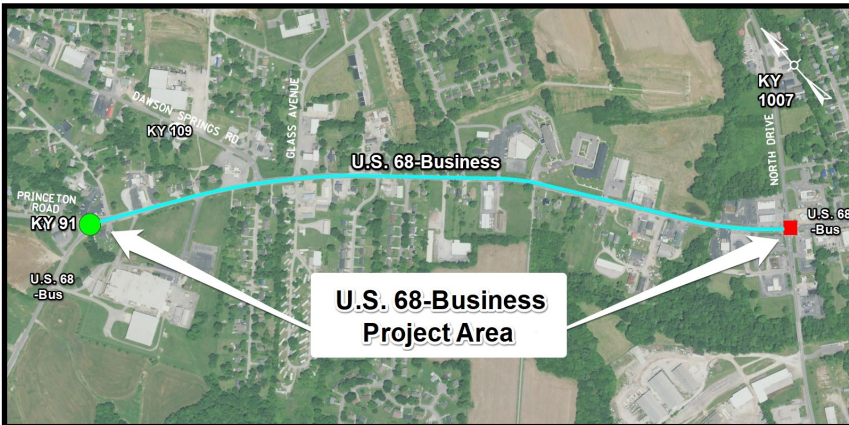 KY
1007
DAWSON SPRINGS RD
KY 109
GLASS AVENUE
NORTH DRIVE
U.S. 68-Business
PRINCETON
ROAD
KY 91
U.S. 68
-Bus
U.S. 68
-Bus
U.S. 68-Business
Project Area